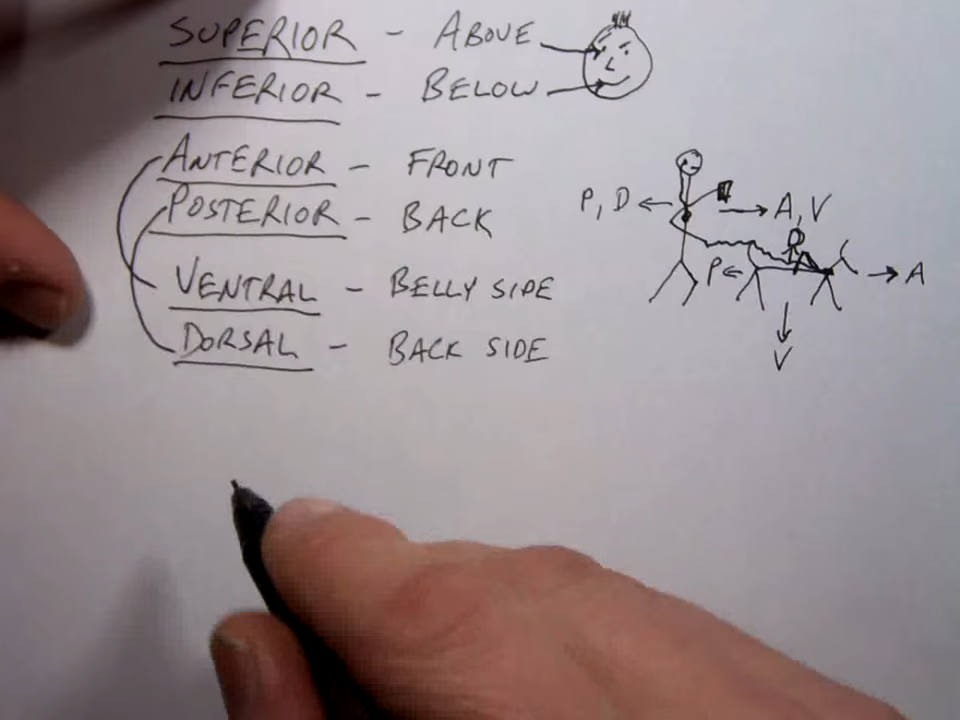 SUPERIOR - ABOVE
INFERIOR - BELOW
ANTERIOR - FRONT
POSTERIOR - BACK
VENTRAL - BELLY SIDE
DORSAL - BACK SIDE
P, D ← → A, V
P ← → A
V